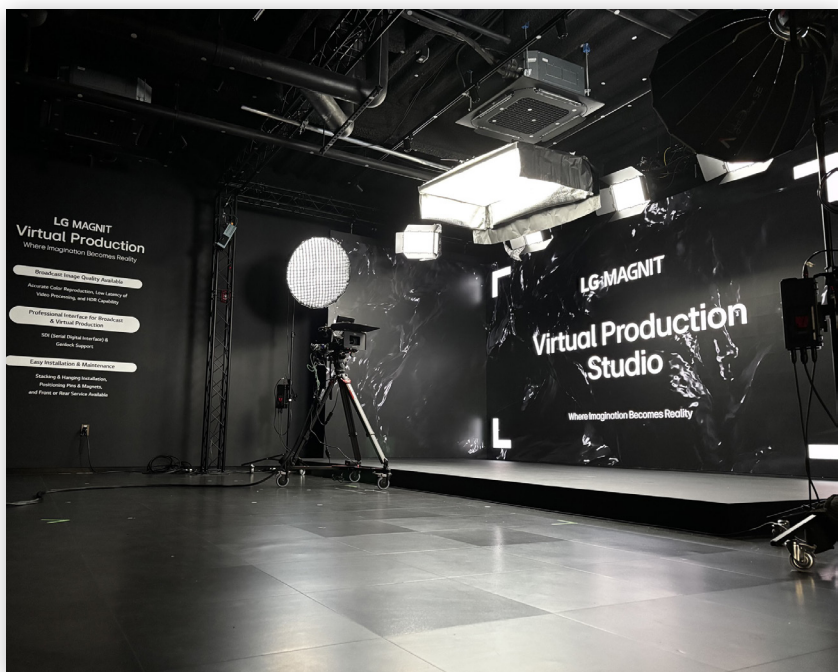 LG MAGNIT
Virtual Production
Where Imagination Becomes Reality
Broadcast Image Quality Available
Accurate Color Reproduction, Low Latency of
Video Processing, and HDR Capability
Professional Interface for Broadcast
& Virtual Production
SDI (Serial Digital Interface) &
Genlock Support
Easy Installation & Maintenance
Stacking & Hanging Installation,
Positioning Pins & Magnets,
and Front or Rear Service Available
LG MAGNIT
Virtual Production
Studio
Where Imagination Becomes Reality